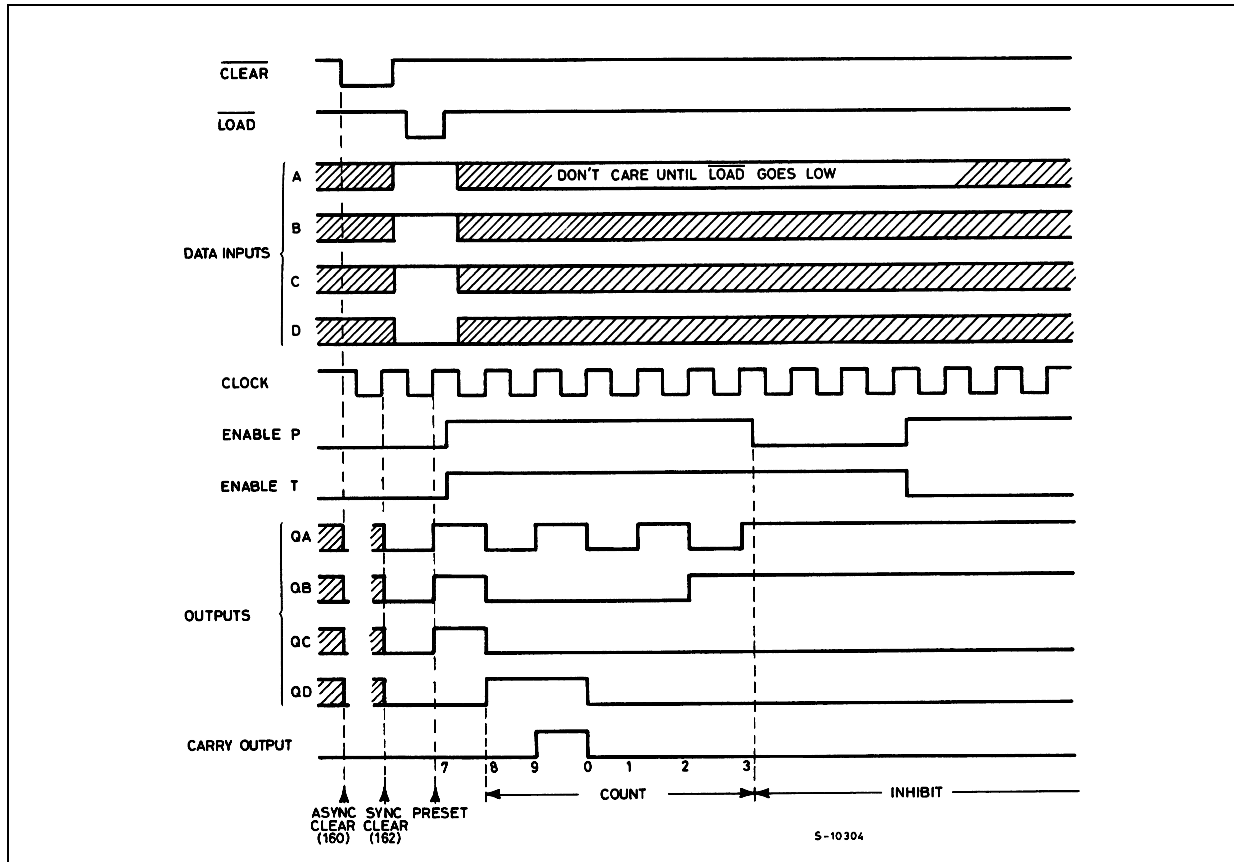 CLEAR
LOAD
A
DON'T CARE UNTIL LOAD GOES LOW
B
DATA INPUTS
C
D
CLOCK
ENABLE P
ENABLE T
QA
QB
OUTPUTS
QC
QD
CARRY OUTPUT
7 8 9 0 1 2 3
COUNT
INHIBIT
ASYNC CLEAR (160)
SYNC CLEAR (162)
PRESET
S-10304